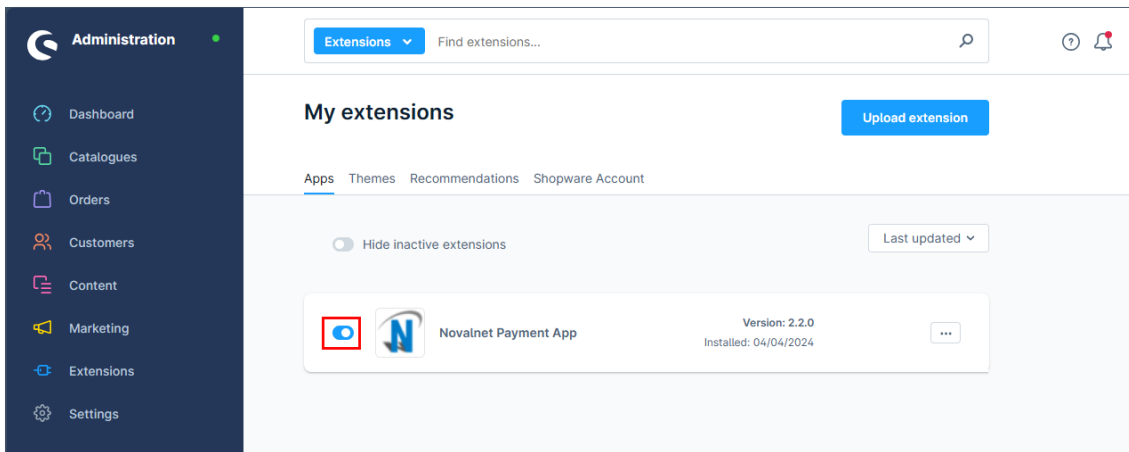 Administration
Extensions
Find extensions...
Dashboard
Catalogues
Orders
Customers
Content
Marketing
Extensions
Settings
My extensions
Upload extension
Apps Themes Recommendations Shopware Account
Hide inactive extensions
Last updated
N
Novalnet Payment App
Version: 2.2.0
Installed: 04/04/2024